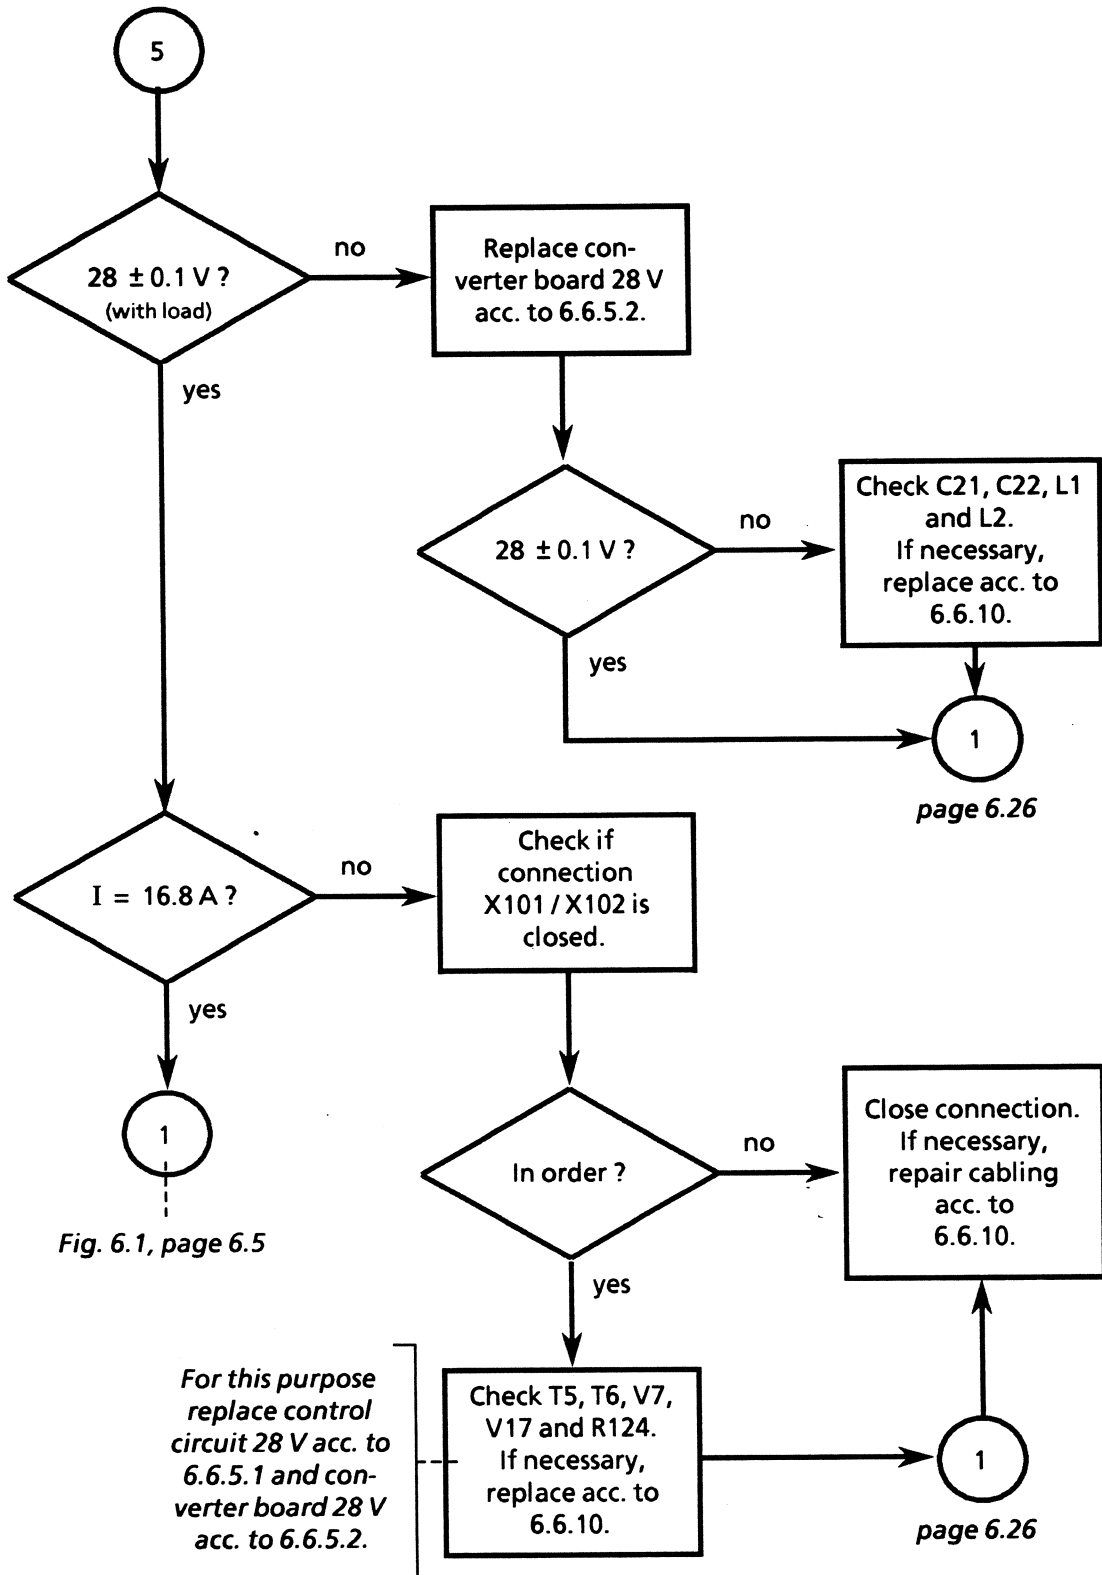 5
28 ± 0.1 V ?
(with load)
no
Replace con-
verter board 28 V
acc. to 6.6.5.2.
yes
28 ± 0.1 V ?
no
Check C21, C22, L1
and L2.
If necessary,
replace acc. to
6.6.10.
yes
1
page 6.26
I = 16.8 A ?
no
Check if
connection
X101 / X102 is
closed.
yes
1
Fig. 6.1, page 6.5
In order ?
no
Close connection.
If necessary,
repair cabling
acc. to
6.6.10.
yes
For this purpose
replace control
circuit 28 V acc. to
6.6.5.1 and con-
verter board 28 V
acc. to 6.6.5.2.
Check T5, T6, V7,
V17 and R124.
If necessary,
replace acc. to
6.6.10.
1
page 6.26